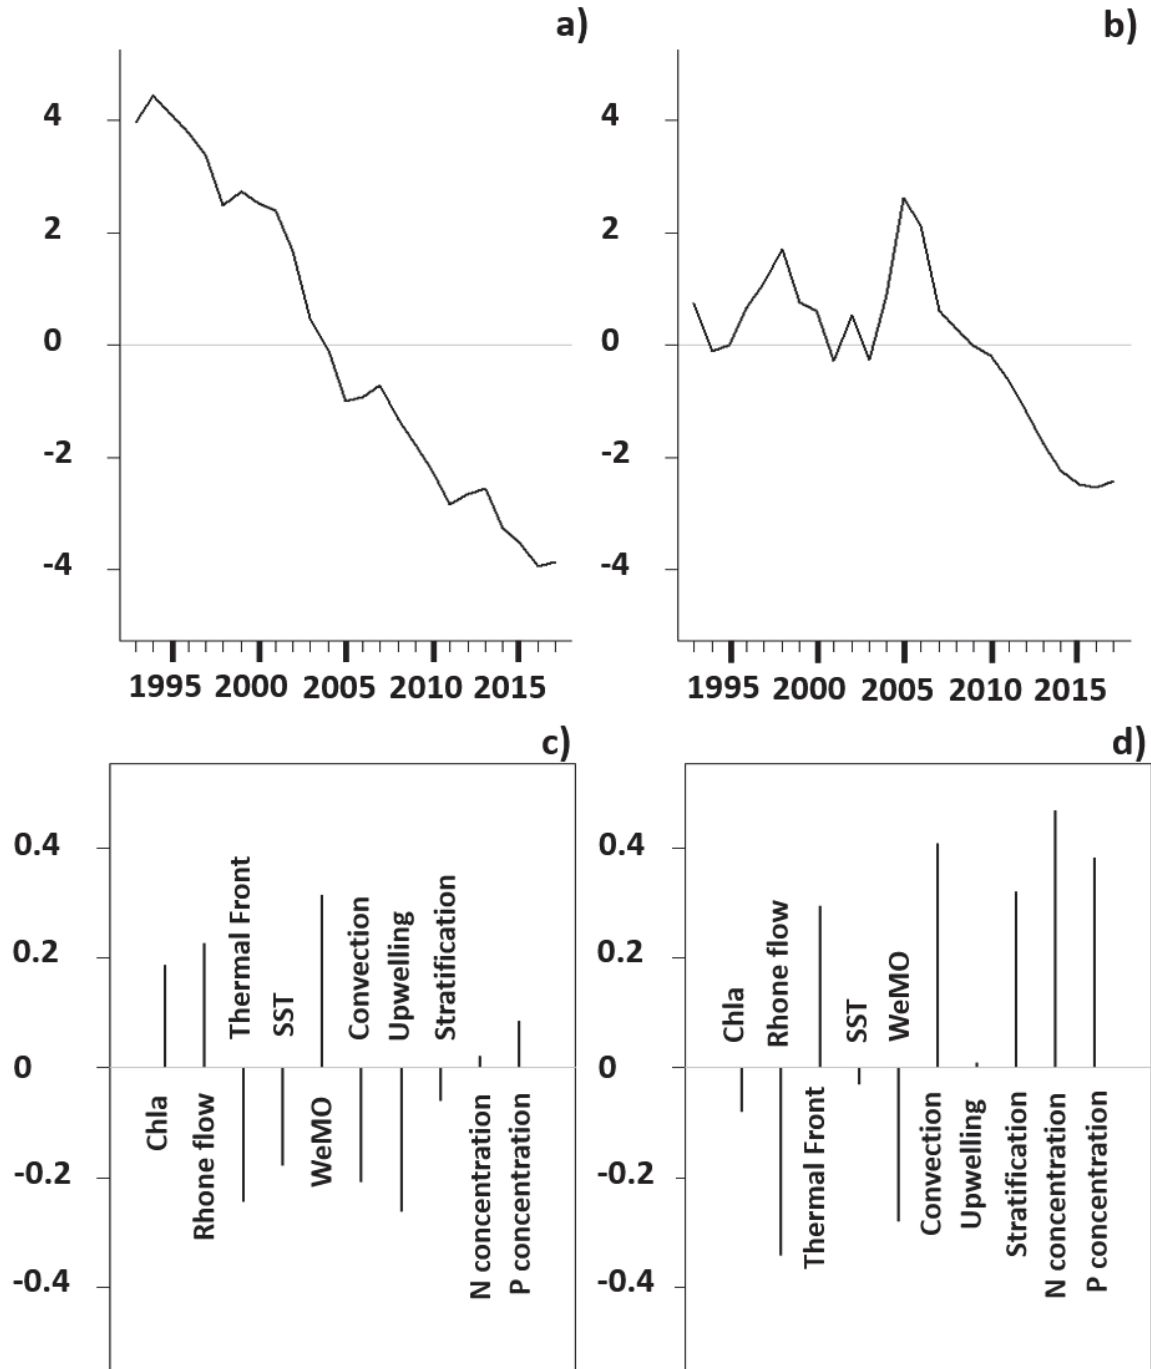 a)
4
2
0
-2
-4
1995 2000 2005 2010 2015
b)
4
2
0
-2
-4
1995 2000 2005 2010 2015
c)
0.4
0.2
0
-0.2
-0.4
Chla
Rhone flow
Thermal Front
SST
WeMO
Convection
Upwelling
Stratification
N concentration
P concentration
d)
0.4
0.2
0
-0.2
-0.4
Chla
Rhone flow
Thermal Front
SST
WeMO
Convection
Upwelling
Stratification
N concentration
P concentration